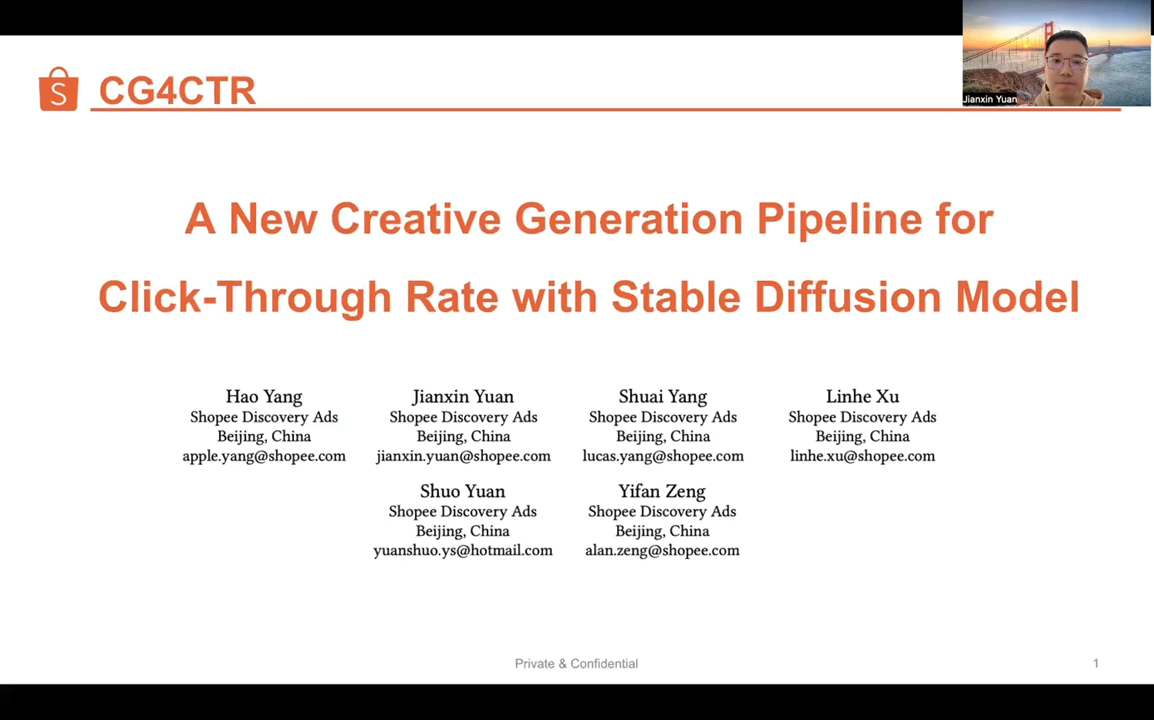 S CG4CTR
Jianxin Yuan
A New Creative Generation Pipeline for
Click-Through Rate with Stable Diffusion Model
Hao Yang
Shopee Discovery Ads
Beijing, China
apple.yang@shopee.com
Jianxin Yuan
Shopee Discovery Ads
Beijing, China
jianxin.yuan@shopee.com
Shuai Yang
Shopee Discovery Ads
Beijing, China
lucas.yang@shopee.com
Linhe Xu
Shopee Discovery Ads
Beijing, China
linhe.xu@shopee.com
Shuo Yuan
Shopee Discovery Ads
Beijing, China
yuanshuo.ys@hotmail.com
Yifan Zeng
Shopee Discovery Ads
Beijing, China
alan.zeng@shopee.com
Private & Confidential
1